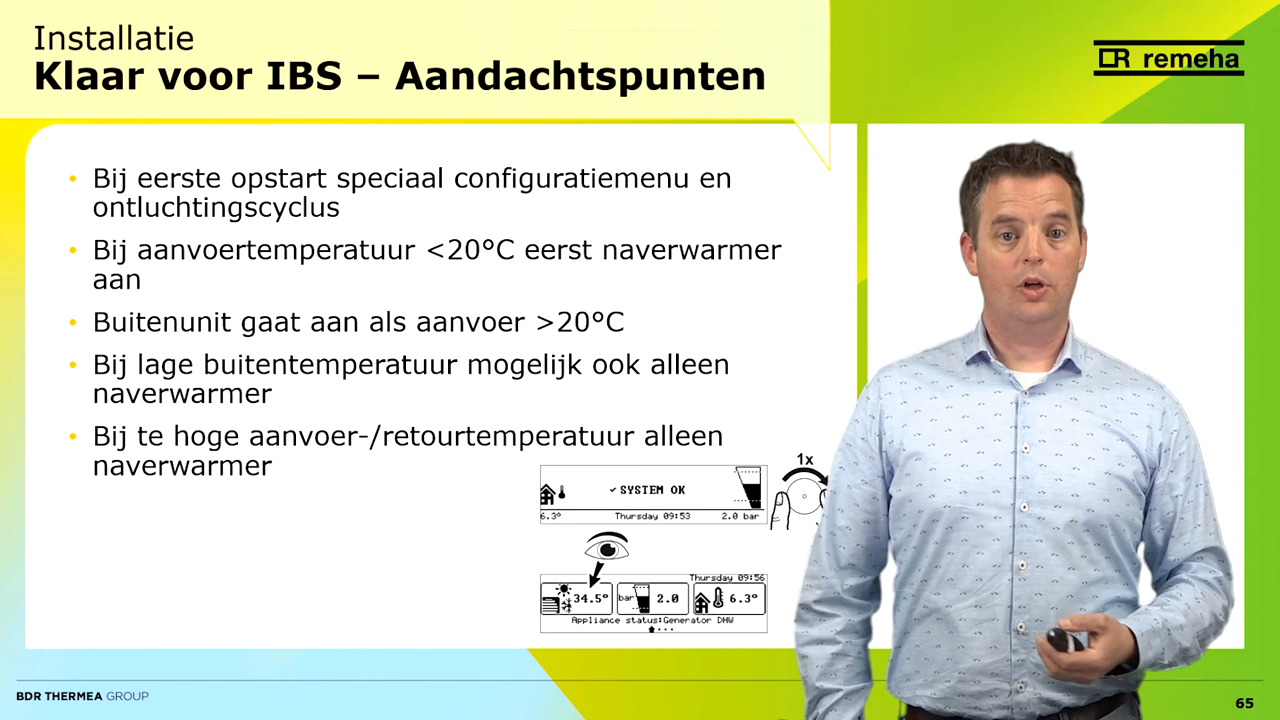 Installatie
Klaar voor IBS – Aandachtspunten
remeha
Bij eerste opstart speciaal configuratiemenu en
ontluchtingscyclus
Bij aanvoertemperatuur <20°C eerst naverwarmer
aan
Buitenunit gaat aan als aanvoer >20°C
Bij lage buitentemperatuur mogelijk ook alleen
naverwarmer
Bij te hoge aanvoer-/retourtemperatuur alleen
naverwarmer
1x
SYSTEM OK
6.3° Thursday 09:53 2.0 bar
Thursday 09:56
34.5° bar 2.0 6.3°
Appliance status:Generator DHW
BDR THERMEA GROUP
65